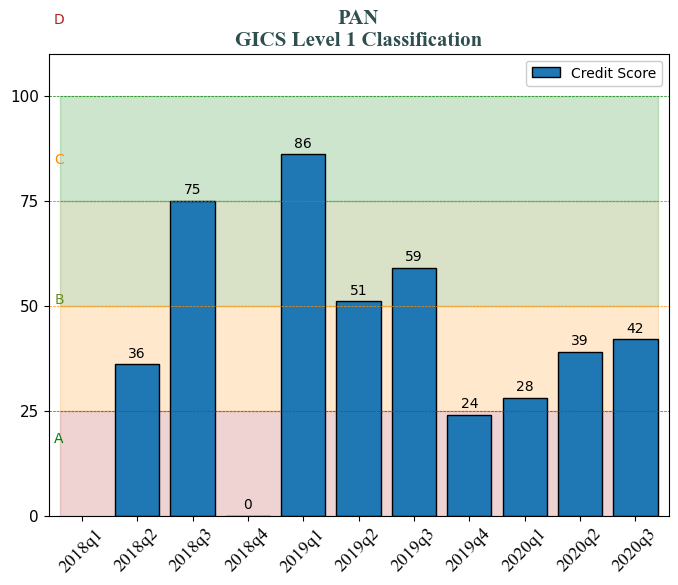 D
PAN
GICS Level 1 Classification
Credit Score
100
C
86
75
75
59
B
51
50
42
39
36
28
25
24
A
0
0
2018q1
2018q2
2018q3
2018q4
2019q1
2019q2
2019q3
2019q4
2020q1
2020q2
2020q3